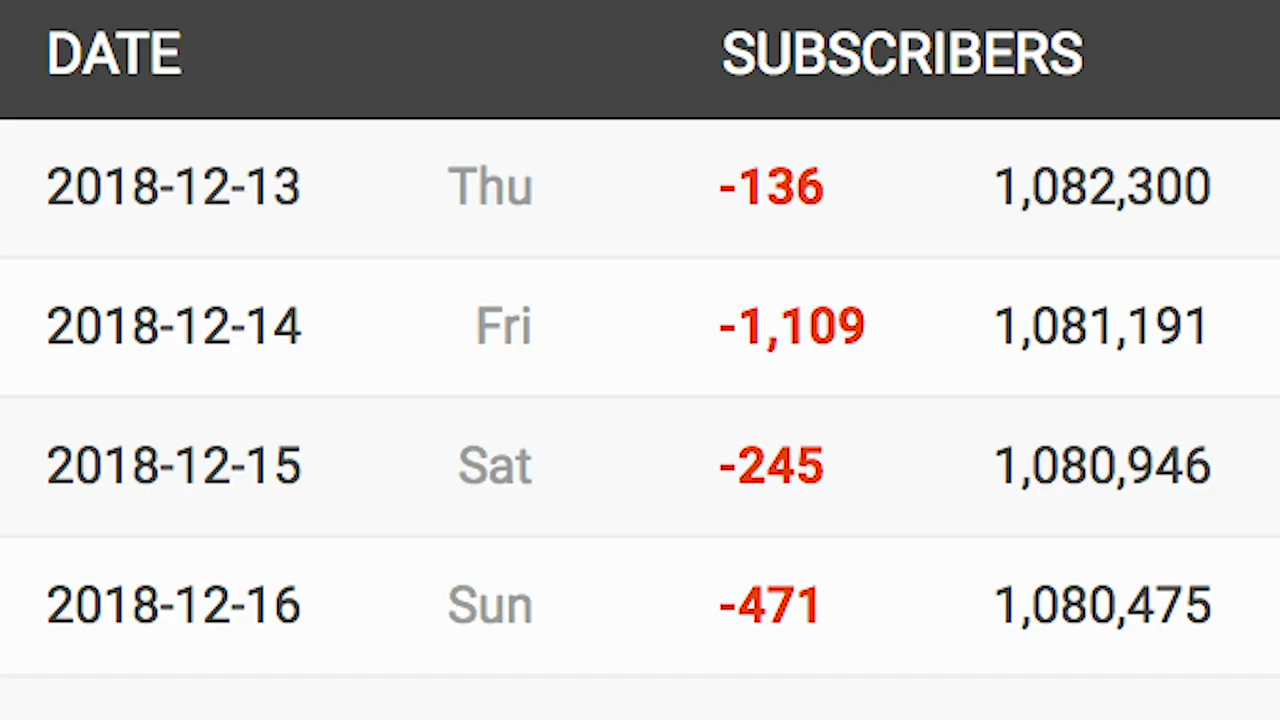 DATE SUBSCRIBERS
2018-12-13 Thu -136 1,082,300
2018-12-14 Fri -1,109 1,081,191
2018-12-15 Sat -245 1,080,946
2018-12-16 Sun -471 1,080,475